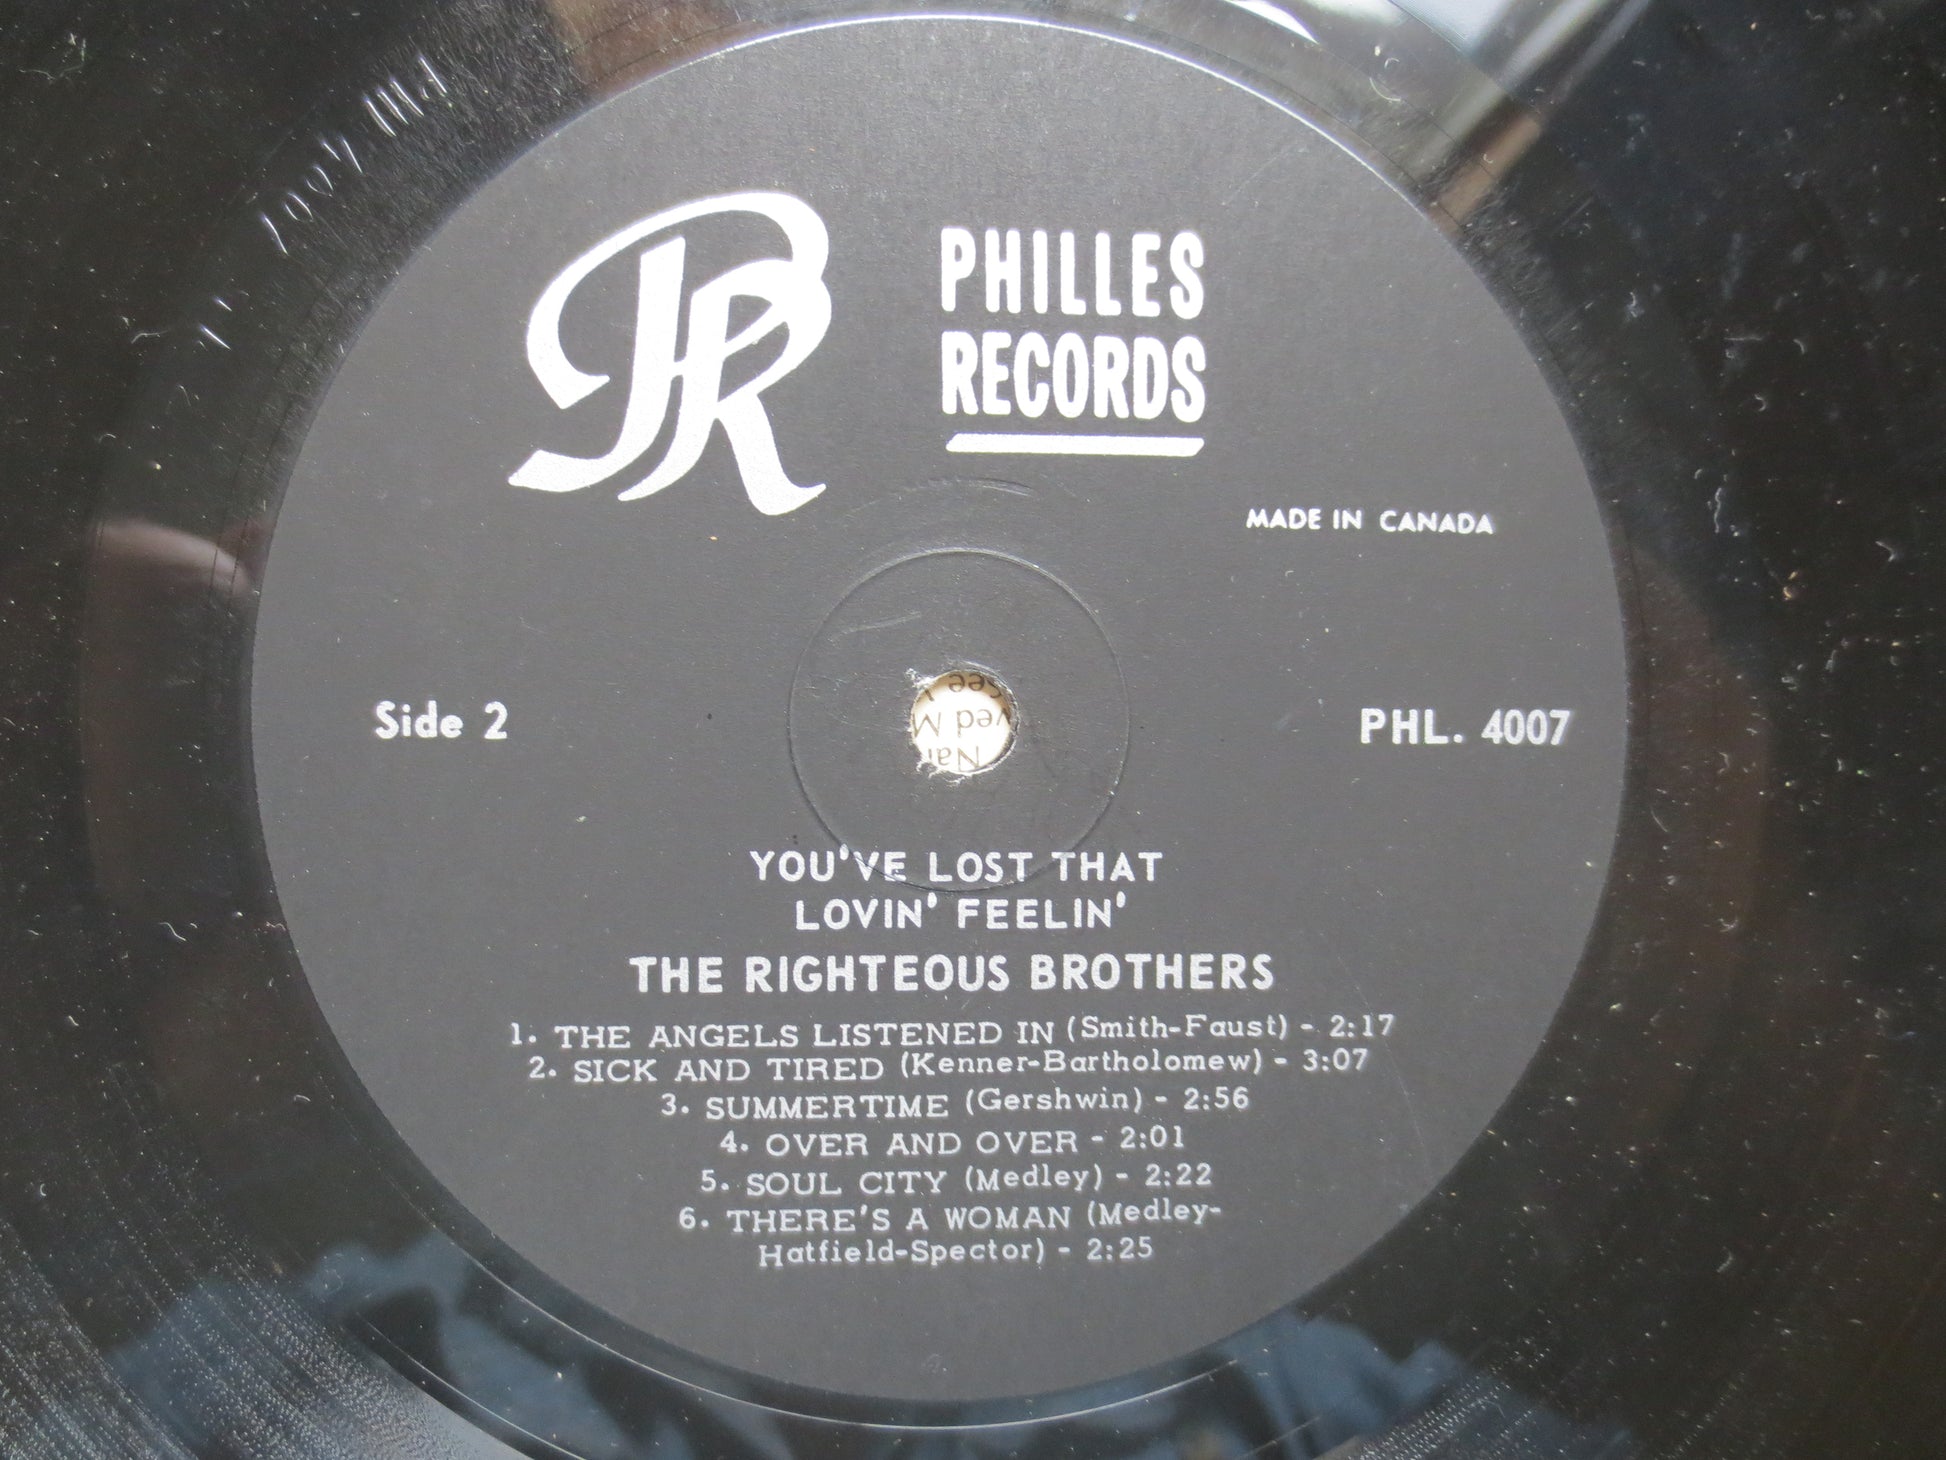 PR
PHILLES
RECORDS
MADE IN CANADA
Side 2
PHL. 4007
YOU'VE LOST THAT
LOVIN' FEELIN'
THE RIGHTEOUS BROTHERS
1. THE ANGELS LISTENED IN (Smith-Faust) - 2:17
2. SICK AND TIRED (Kenner-Bartholomew) - 3:07
3. SUMMERTIME (Gershwin) - 2:56
4. OVER AND OVER - 2:01
5. SOUL CITY (Medley) - 2:22
6. THERE'S A WOMAN (Medley-
Hatfield-Spector) - 2:25